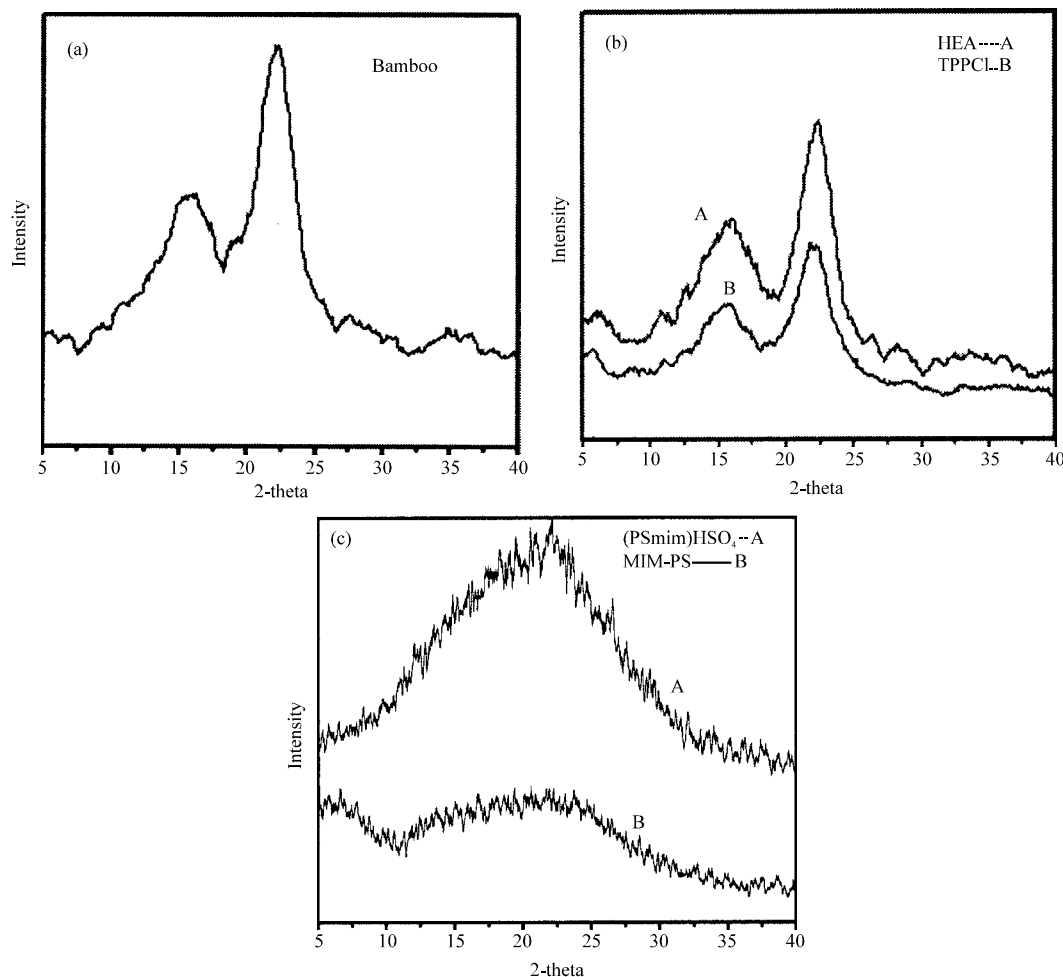 (a)
Bamboo
Intensity
5 10 15 20 25 30 35 40
2-theta
(b)
HEA----A
TPPCl--B
A
B
Intensity
5 10 15 20 25 30 35 40
2-theta
(c)
(PSmim)HSO₄--A
MIM-PS——B
A
B
Intensity
5 10 15 20 25 30 35 40
2-theta